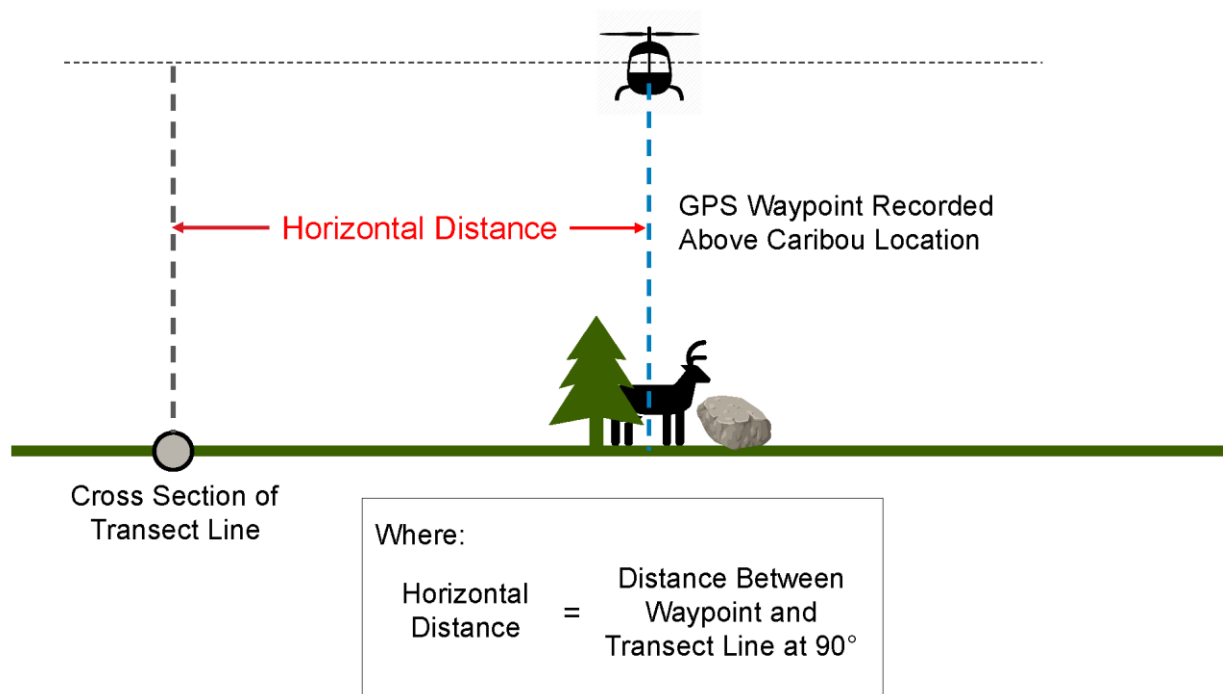 Horizontal Distance
GPS Waypoint Recorded
Above Caribou Location
Cross Section of
Transect Line
Where:
Horizontal
Distance
=
Distance Between
Waypoint and
Transect Line at 90°